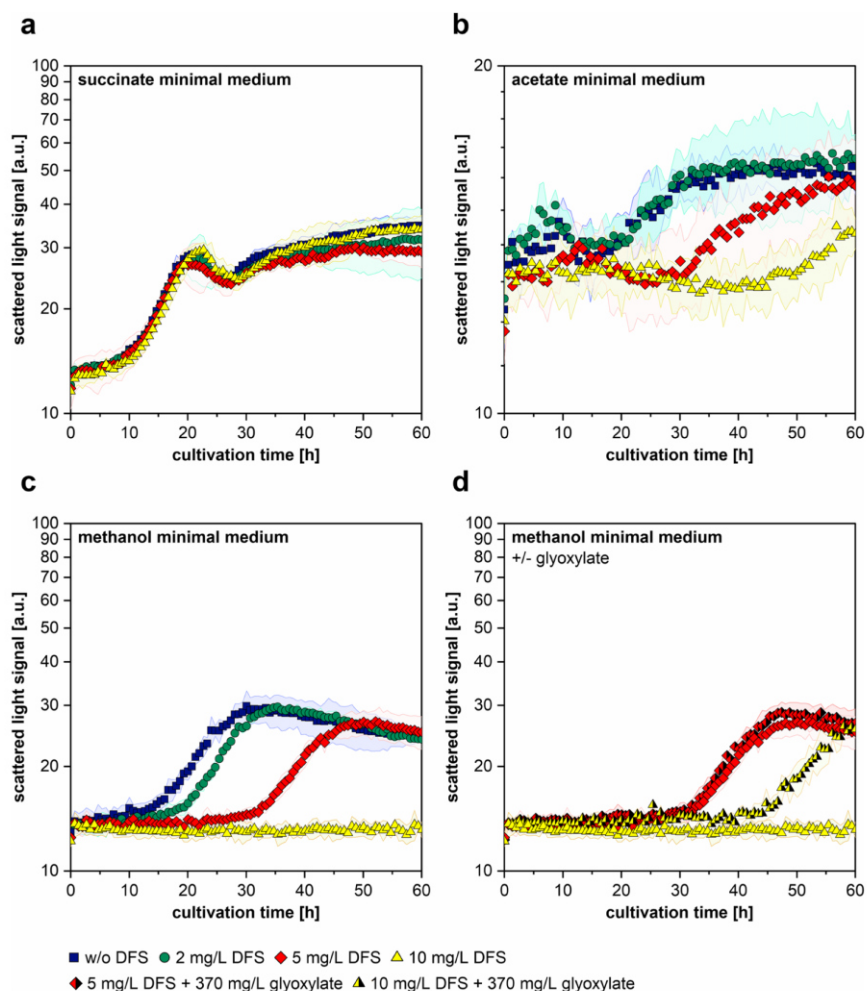 a
succinate minimal medium
scattered light signal [a.u.]
100
90
80
70
60
50
40
30
20
10
0 10 20 30 40 50 60
cultivation time [h]
b
acetate minimal medium
scattered light signal [a.u.]
20
10
0 10 20 30 40 50 60
cultivation time [h]
c
methanol minimal medium
scattered light signal [a.u.]
100
90
80
70
60
50
40
30
20
10
0 10 20 30 40 50 60
cultivation time [h]
d
methanol minimal medium
+/- glyoxylate
scattered light signal [a.u.]
100
90
80
70
60
50
40
30
20
10
0 10 20 30 40 50 60
cultivation time [h]
w/o DFS 2 mg/L DFS 5 mg/L DFS 10 mg/L DFS
5 mg/L DFS + 370 mg/L glyoxylate 10 mg/L DFS + 370 mg/L glyoxylate